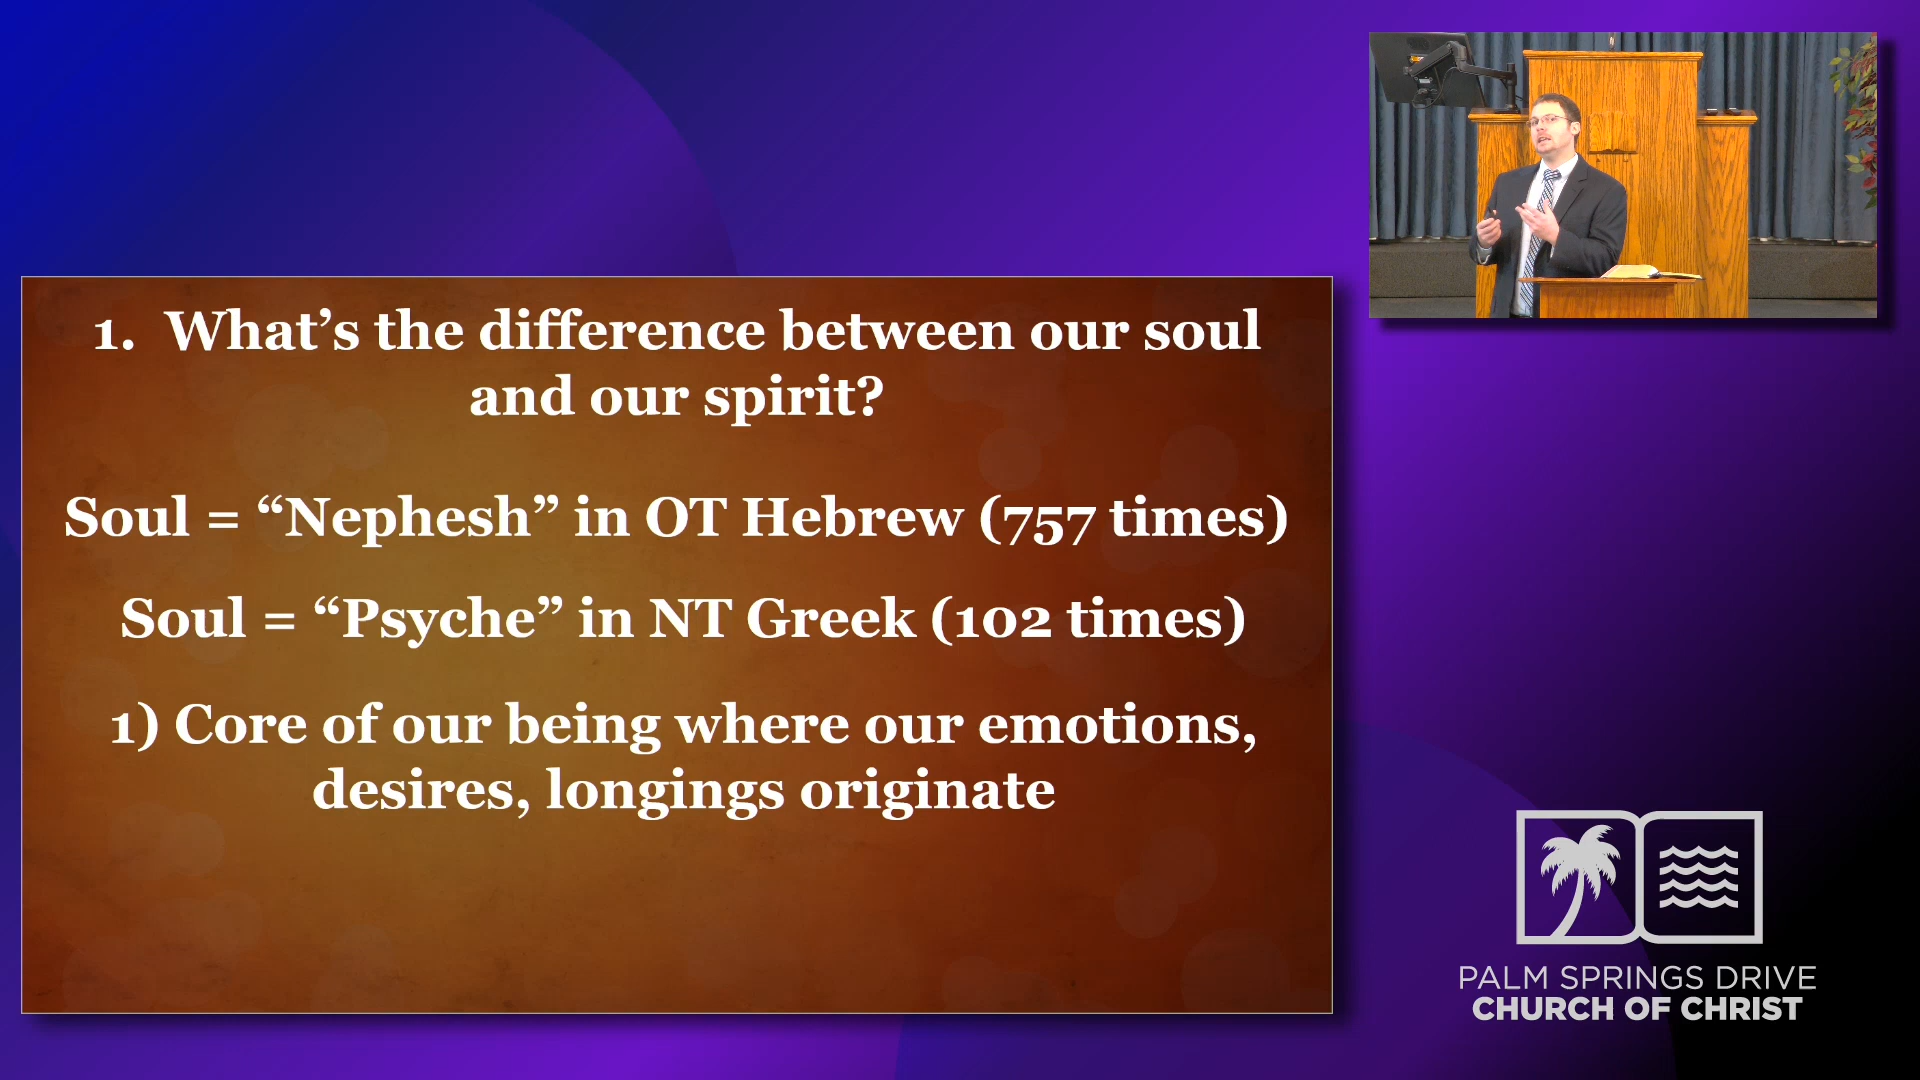 1. What’s the difference between our soul
and our spirit?
Soul = “Nephesh” in OT Hebrew (757 times)
Soul = “Psyche” in NT Greek (102 times)
1) Core of our being where our emotions,
desires, longings originate
PALM SPRINGS DRIVE
CHURCH OF CHRIST